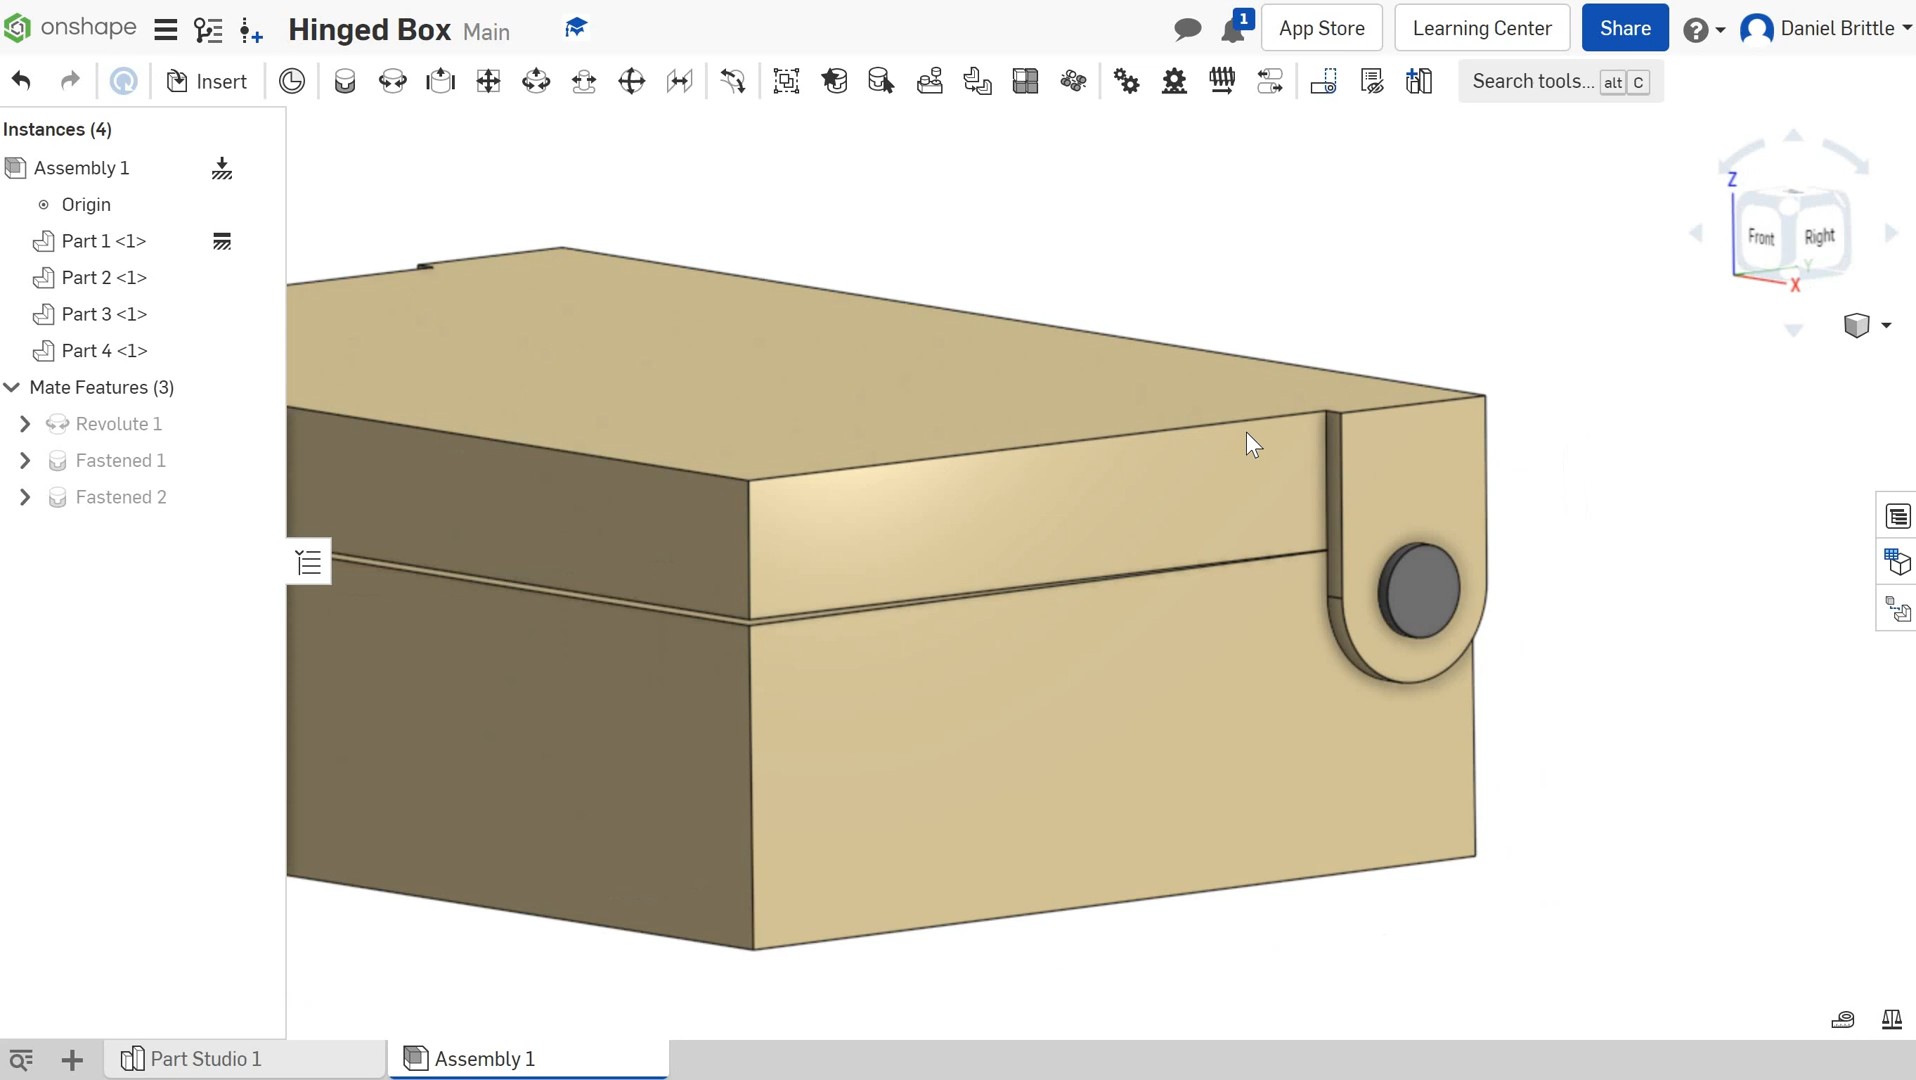 onshape Hinged Box Main 1 App Store Learning Center Share Daniel Brittle
Insert Search tools... alt C
Instances (4)
Assembly 1
Origin
Part 1 <1>
Part 2 <1>
Part 3 <1>
Part 4 <1>
Mate Features (3)
Revolute 1
Fastened 1
Fastened 2
Z
Front Right
Y
X
Part Studio 1 Assembly 1